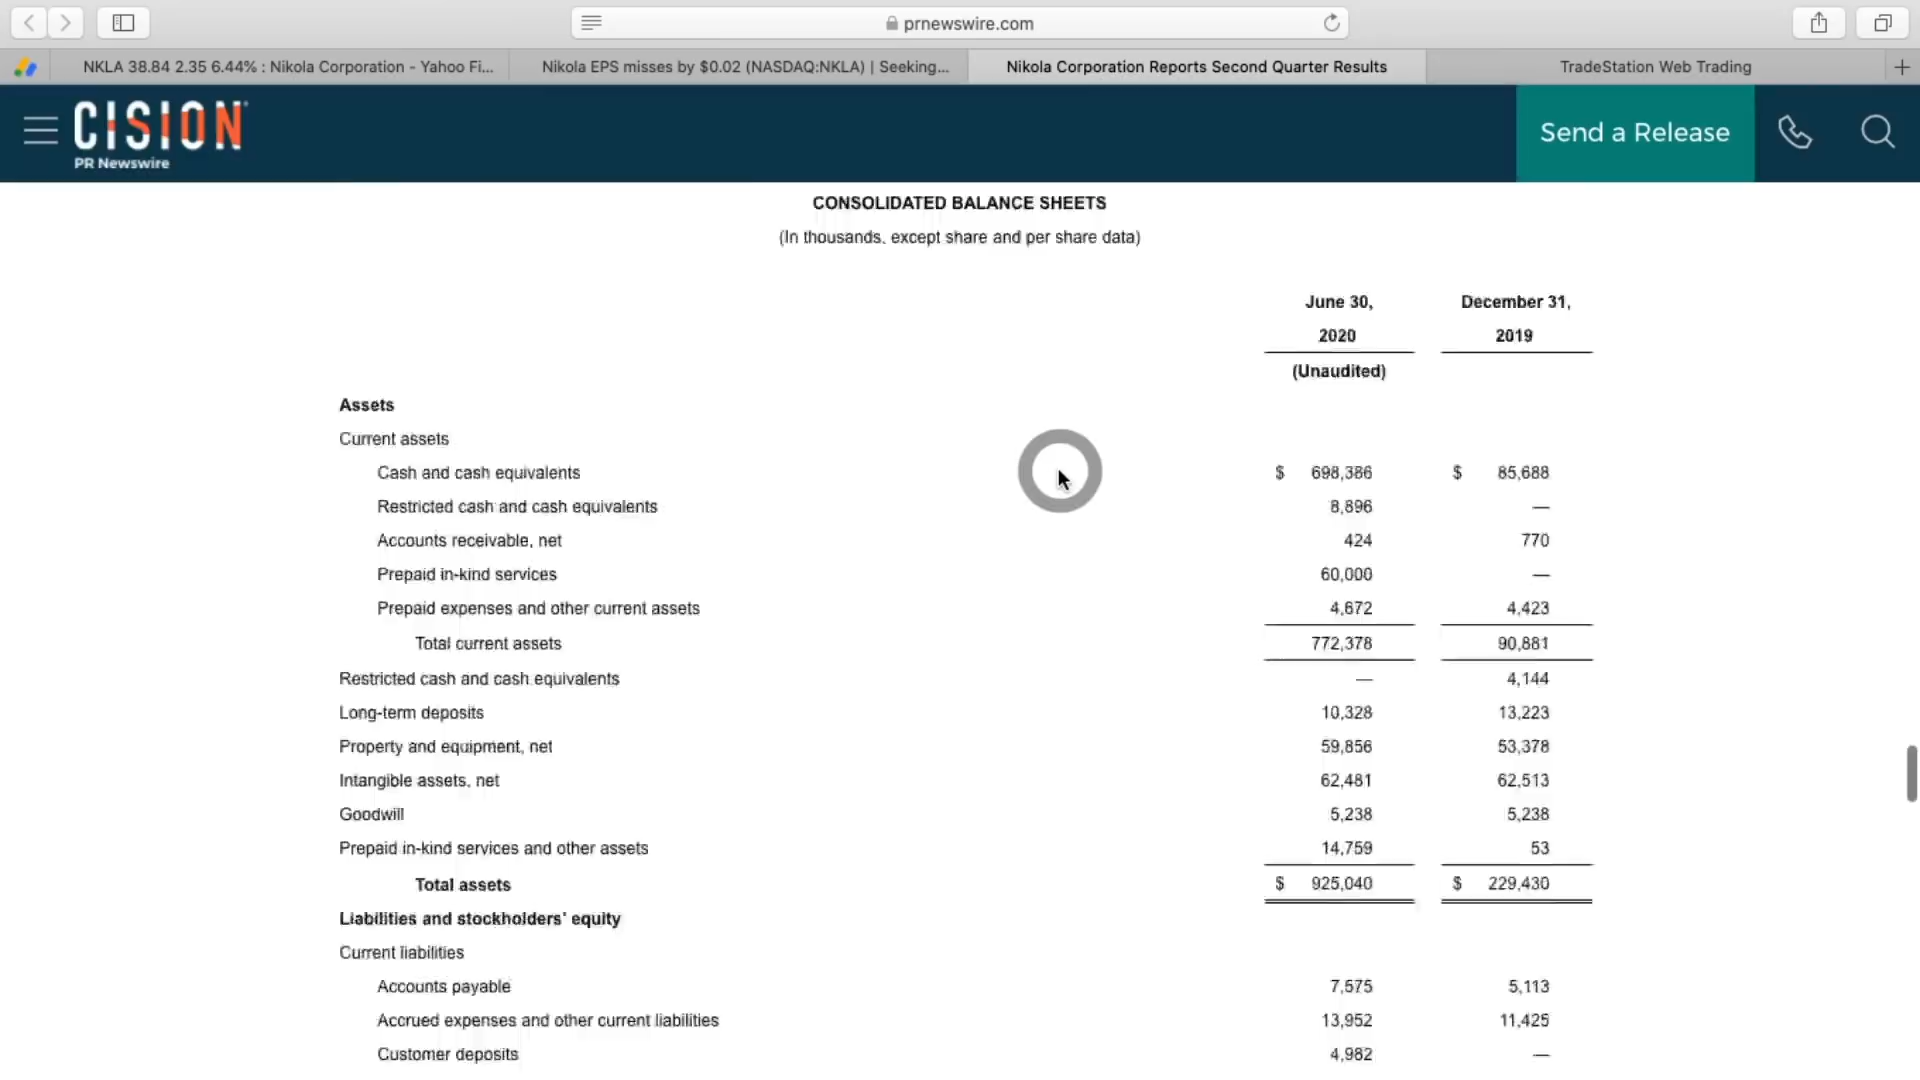 prnewswire.com
NKLA 38.84 2.35 6.44% : Nikola Corporation - Yahoo Fi...
Nikola EPS misses by $0.02 (NASDAQ:NKLA) | Seeking...
Nikola Corporation Reports Second Quarter Results
TradeStation Web Trading
CISION
PR Newswire
Send a Release
CONSOLIDATED BALANCE SHEETS
(In thousands, except share and per share data)
June 30, December 31,
2020 2019
(Unaudited)
Assets
Current assets
Cash and cash equivalents $ 698,386 $ 85,688
Restricted cash and cash equivalents 8,896 —
Accounts receivable, net 424 770
Prepaid in-kind services 60,000 —
Prepaid expenses and other current assets 4,672 4,423
Total current assets 772,378 90,881
Restricted cash and cash equivalents — 4,144
Long-term deposits 10,328 13,223
Property and equipment, net 59,856 53,378
Intangible assets, net 62,481 62,513
Goodwill 5,238 5,238
Prepaid in-kind services and other assets 14,759 53
Total assets $ 925,040 $ 229,430
Liabilities and stockholders' equity
Current liabilities
Accounts payable 7,575 5,113
Accrued expenses and other current liabilities 13,952 11,425
Customer deposits 4,982 —